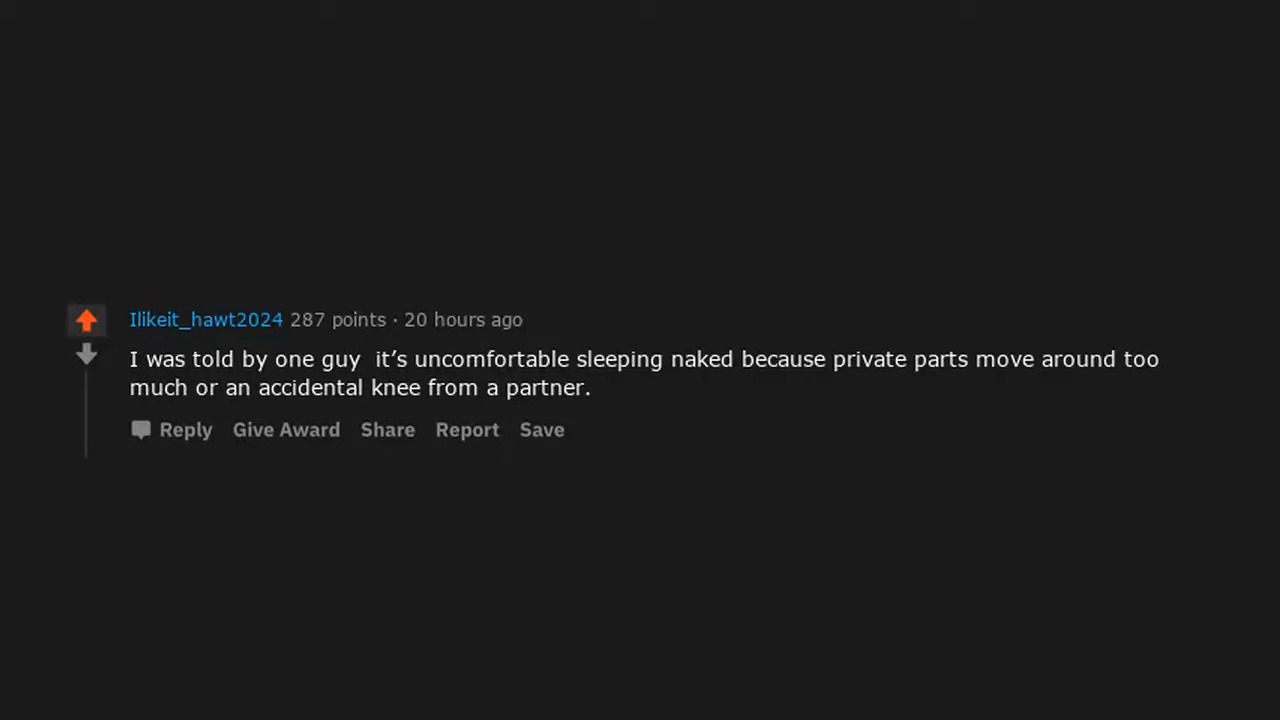 Ilikeit_hawt2024 287 points · 20 hours ago
I was told by one guy  it’s uncomfortable sleeping naked because private parts move around too
much or an accidental knee from a partner.
Reply Give Award Share Report Save